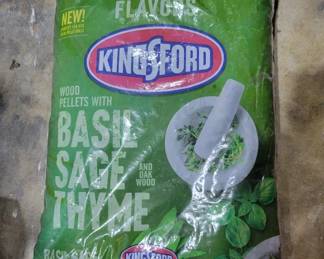 FLAVORS
NEW!
KINGSFORD
WOOD
PELLETS WITH
BASIL
SAGE
THYME
AND
OAK
WOOD
KINGSFORD